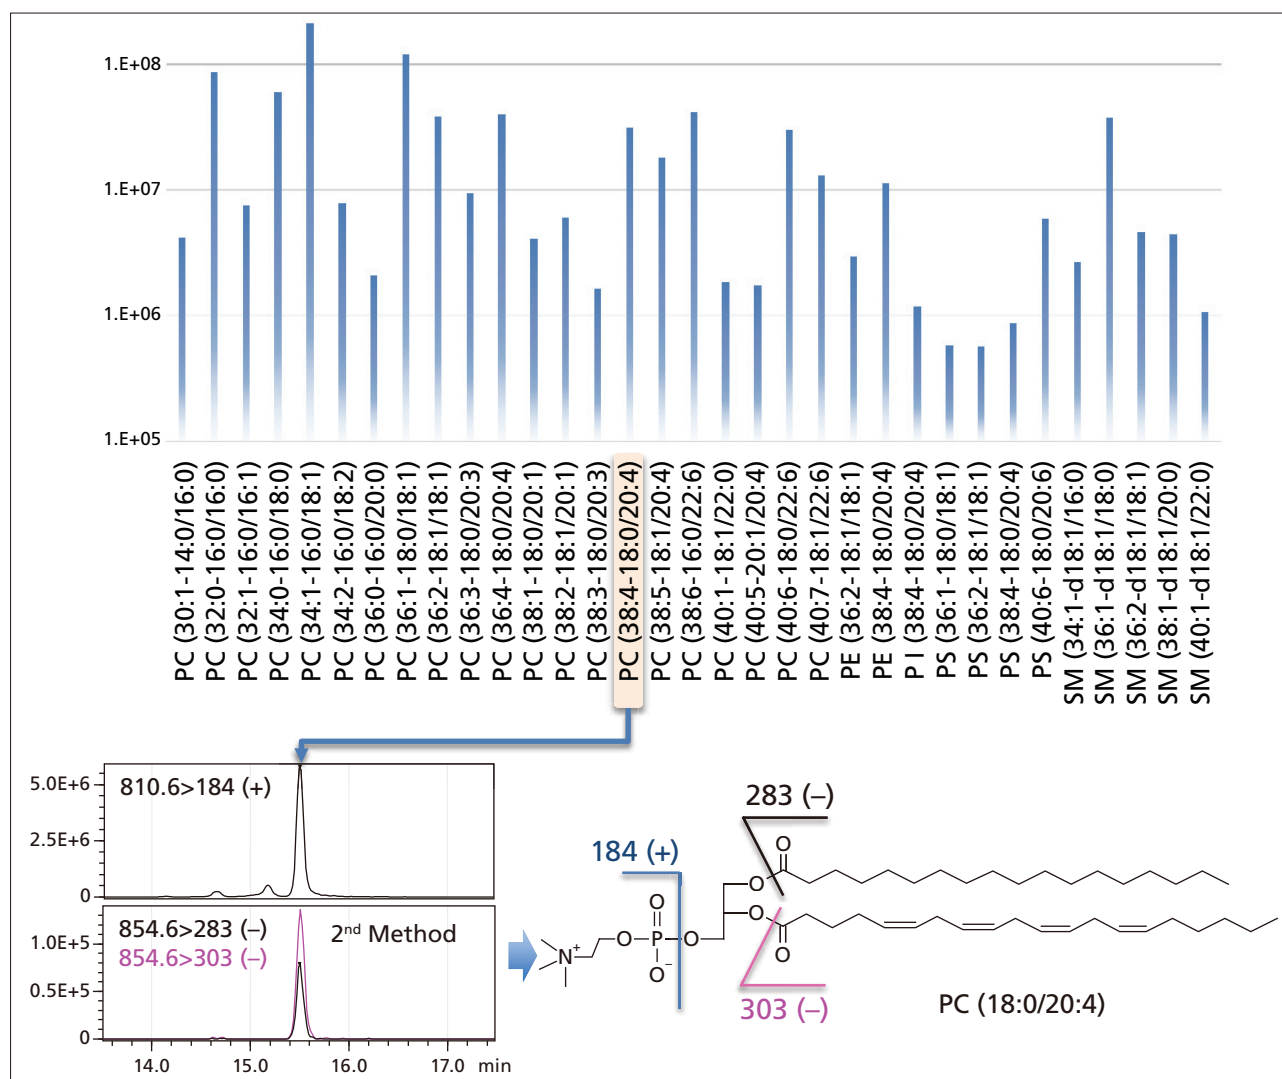 1.E+08
1.E+07
1.E+06
1.E+05
PC (30:1-14:0/16:0)
PC (32:0-16:0/16:0)
PC (32:1-16:0/16:1)
PC (34:0-16:0/18:0)
PC (34:1-16:0/18:1)
PC (34:2-16:0/18:2)
PC (36:0-16:0/20:0)
PC (36:1-18:0/18:1)
PC (36:2-18:1/18:1)
PC (36:3-18:0/20:3)
PC (36:4-18:0/20:4)
PC (38:1-18:0/20:1)
PC (38:2-18:1/20:1)
PC (38:3-18:0/20:3)
PC (38:4-18:0/20:4)
PC (38:5-18:1/20:4)
PC (38:6-16:0/22:6)
PC (40:1-18:1/22:0)
PC (40:5-20:1/20:4)
PC (40:6-18:0/22:6)
PC (40:7-18:1/22:6)
PE (36:2-18:1/18:1)
PE (38:4-18:0/20:4)
PI (38:4-18:0/20:4)
PS (36:1-18:0/18:1)
PS (36:2-18:1/18:1)
PS (38:4-18:0/20:4)
PS (40:6-18:0/20:6)
SM (34:1-d18:1/16:0)
SM (36:1-d18:1/18:0)
SM (36:2-d18:1/18:1)
SM (38:1-d18:1/20:0)
SM (40:1-d18:1/22:0)
5.0E+6
2.5E+6
0
810.6>184 (+)
1.0E+5
0.5E+5
0
854.6>283 (–)
854.6>303 (–)
2nd Method
14.0 15.0 16.0 17.0 min
283 (–)
184 (+)
O
O
O
O
O P O
N+
O–
O
303 (–)
PC (18:0/20:4)